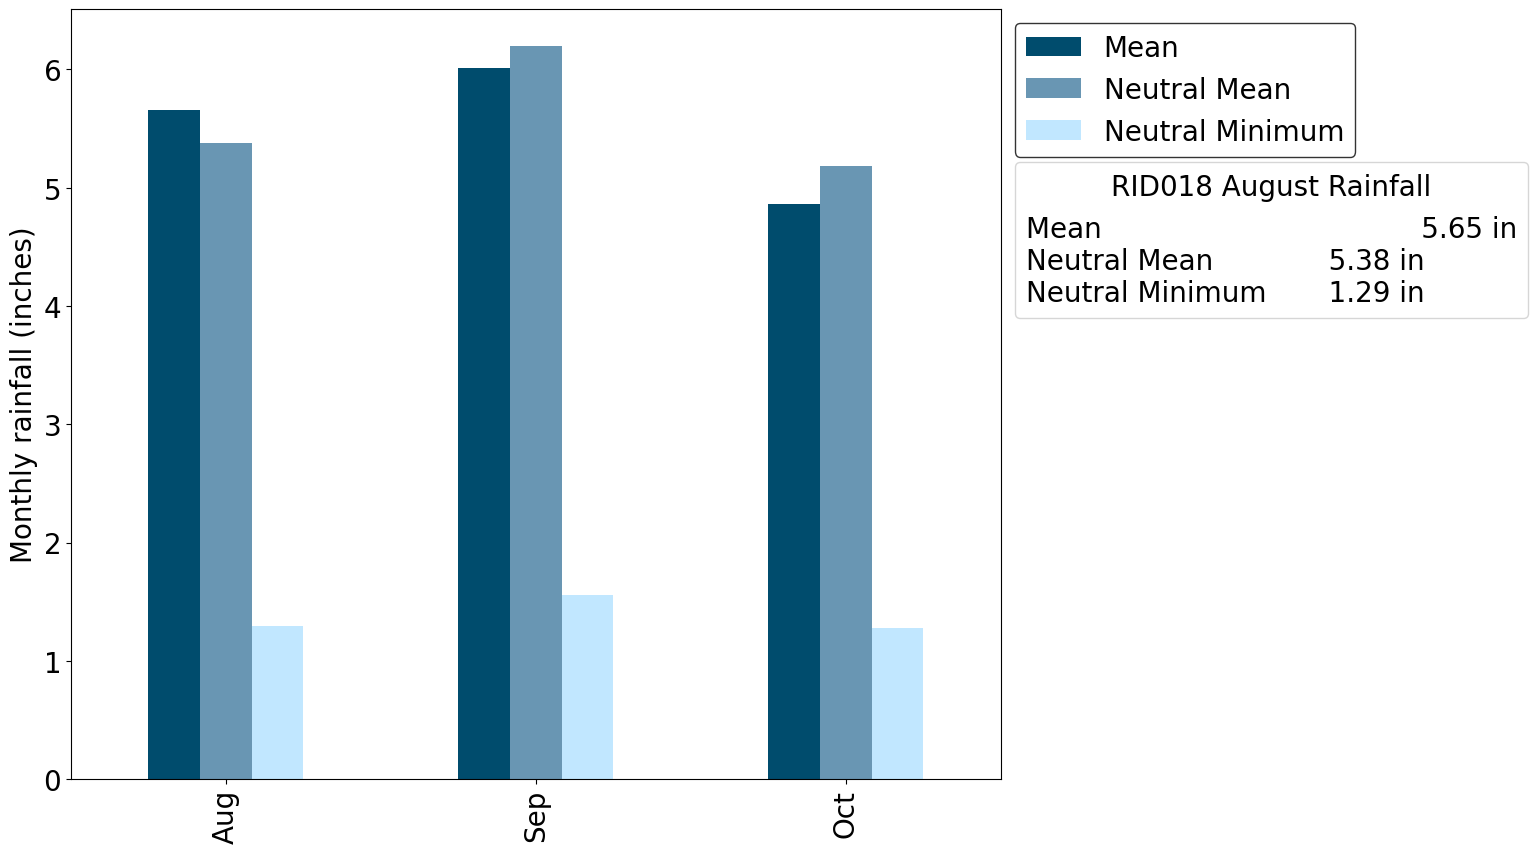 Monthly rainfall (inches)
6
5
4
3
2
1
0
Aug
Sep
Oct
Mean
Neutral Mean
Neutral Minimum
RID018 August Rainfall
Mean 5.65 in
Neutral Mean 5.38 in
Neutral Minimum 1.29 in